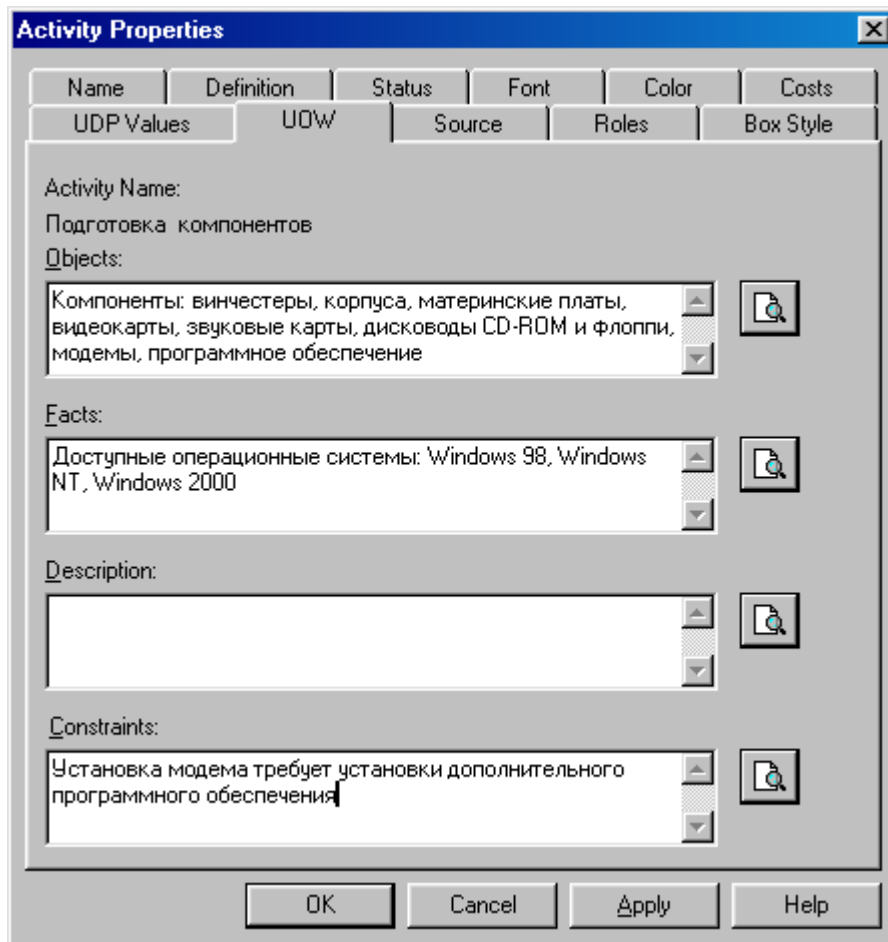 Activity Properties
Name Definition Status Font Color Costs
UDP Values UOW Source Roles Box Style
Activity Name:
Подготовка компонентов
Objects:
Компоненты: винчестеры, корпуса, материнские платы,
видеокарты, звуковые карты, дисководы CD-ROM и флоппи,
модемы, программное обеспечение
Facts:
Доступные операционные системы: Windows 98, Windows
NT, Windows 2000
Description:
Constraints:
Установка модема требует установки дополнительного
программного обеспечения
OK Cancel Apply Help